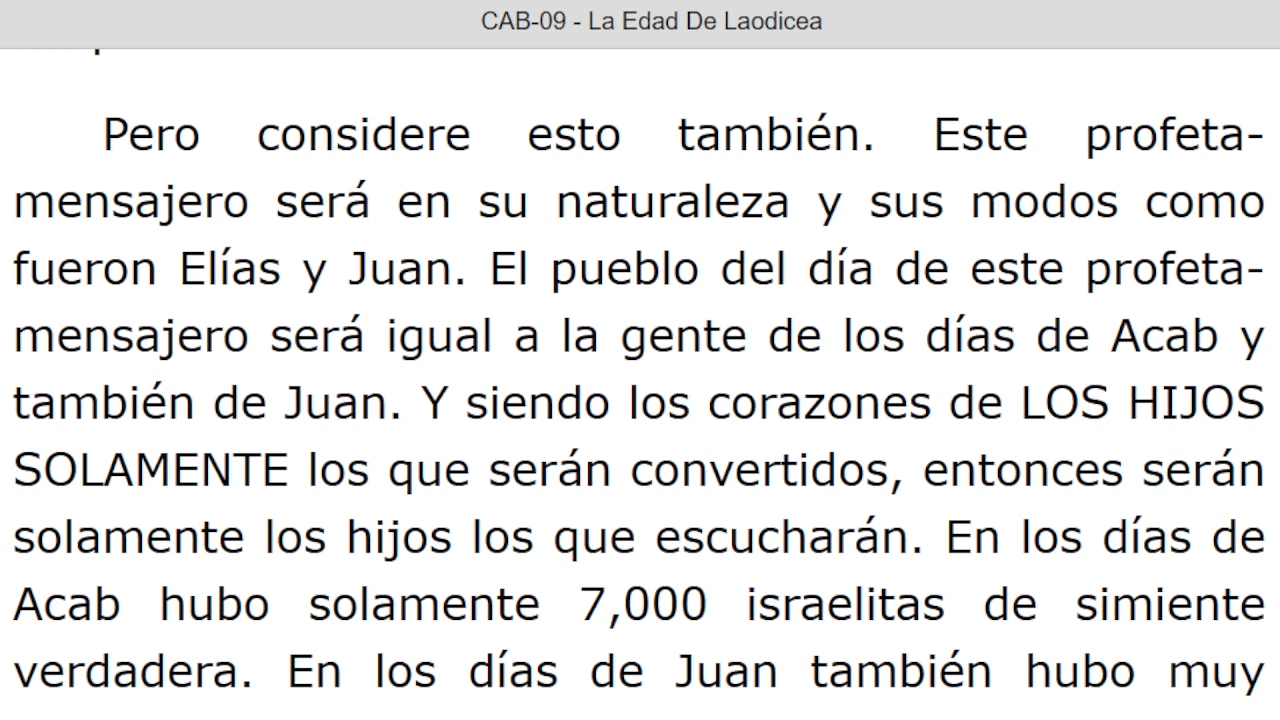 CAB-09 - La Edad De Laodicea
Pero considere esto también. Este profeta-
mensajero será en su naturaleza y sus modos como
fueron Elías y Juan. El pueblo del día de este profeta-
mensajero será igual a la gente de los días de Acab y
también de Juan. Y siendo los corazones de LOS HIJOS
SOLAMENTE los que serán convertidos, entonces serán
solamente los hijos los que escucharán. En los días de
Acab hubo solamente 7,000 israelitas de simiente
verdadera. En los días de Juan también hubo muy